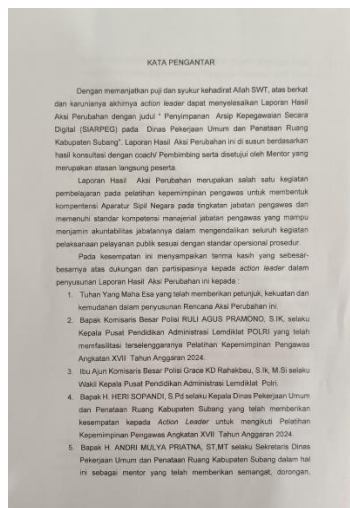 KATA PENGANTAR
Dengan memanjatkan puji dan syukur kehadirat Allah SWT, atas berkat
dan karunianya akhirnya action leader dapat menyelesaikan Laporan Hasil
Aksi Perubahan dengan judul “ Penyimpanan Arsip Kepegawaian Secara
Digital (SIARPEG) pada Dinas Pekerjaan Umum dan Penataan Ruang
Kabupaten Subang”. Laporan Hasil Aksi Perubahan ini di susun berdasarkan
hasil konsultasi dengan coach/ Pembimbing serta disetujui oleh Mentor yang
merupakan atasan langsung peserta.
Laporan Hasil Aksi Perubahan merupakan salah satu kegiatan
pembelajaran pada pelatihan kepemimpinan pengawas untuk membentuk
kompentensi Aparatur Sipil Negara pada tingkatan jabatan pengawas dan
memenuhi standar kompetensi manajerial jabatan pengawas yang mampu
menjamin akuntabilitas jabatannya dalam mengendalikan seluruh kegiatan
pelaksanaan pelayanan publik sesuai dengan standar opersional prosedur.
Pada kesempatan ini menyampaikan terima kasih yang sebesar-
besarnya atas dukungan dan partisipasinya kepada action leader dalam
penyusunan Laporan Hasil Aksi Perubahan ini kepada :
1. Tuhan Yang Maha Esa yang telah memberikan petunjuk, kekuatan dan
kemudahan dalam penyusunan Rencana Aksi Perubahan ini.
2. Bapak Komisaris Besar Polisi RULI AGUS PRAMONO, S.IK, selaku
Kepala Pusat Pendidikan Administrasi Lemdiklat POLRI yang telah
memfasilitasi terselenggaranya Pelatihan Kepemimpinan Pengawas
Angkatan XVII Tahun Anggaran 2024.
3. Ibu Ajun Komisaris Besar Polisi Grace KD Rahakbau, S.Ik, M.Si selaku
Wakil Kepala Pusat Pendidikan Administrasi Lemdiklat Polri.
4. Bapak H. HERI SOPANDI, S.Pd selaku Kepala Dinas Pekerjaan Umum
dan Penataan Ruang Kabupaten Subang yang telah memberikan
kesempatan kepada Action Leader untuk mengikuti Pelatihan
Kepemimpinan Pengawas Angkatan XVII Tahun Anggaran 2024.
5. Bapak H. ANDRI MULYA PRIATNA, ST,MT selaku Sekretaris Dinas
Pekerjaan Umum dan Penataan Ruang Kabupaten Subang dalam hal
ini sebagai mentor yang telah memberikan semangat, dorongan,